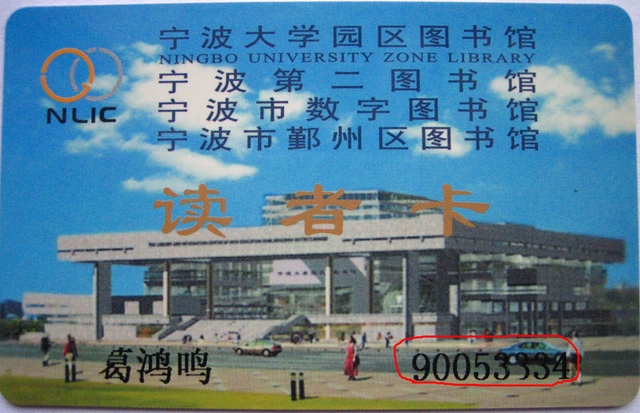 宁波大学园区图书馆
NINGBO UNIVERSITY ZONE LIBRARY
宁波第二图书馆
宁波市数字图书馆
宁波市鄞州区图书馆
NLIC
读者卡
葛鸿鸣
90053334